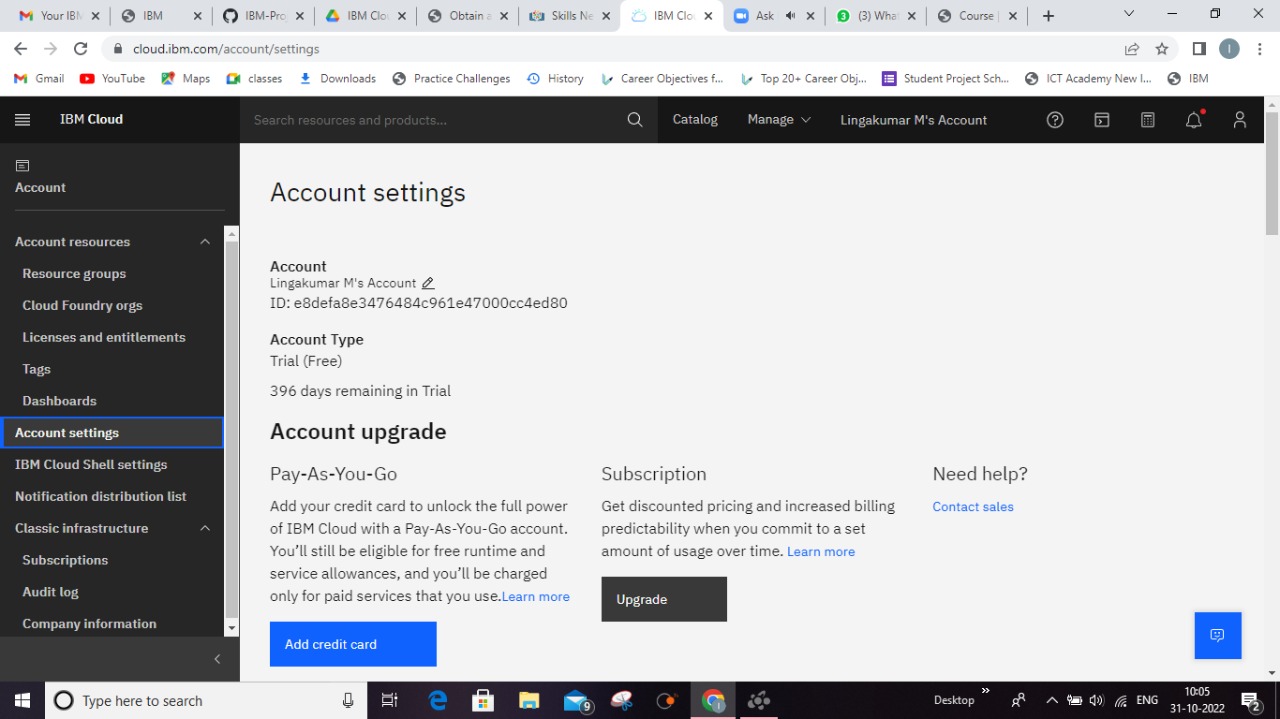 Your IBM
IBM
IBM-Pro
IBM Clo
Obtain a
Skills Ne
IBM Clo
Ask
(3) What
Course |
cloud.ibm.com/account/settings
Gmail
YouTube
Maps
classes
Downloads
Practice Challenges
History
Career Objectives f...
Top 20+ Career Obj...
Student Project Sch...
ICT Academy New I...
IBM
IBM Cloud
Search resources and products...
Catalog
Manage
Lingakumar M's Account
Account
Account resources
Resource groups
Cloud Foundry orgs
Licenses and entitlements
Tags
Dashboards
Account settings
IBM Cloud Shell settings
Notification distribution list
Classic infrastructure
Subscriptions
Audit log
Company information
Account settings
Account
Lingakumar M's Account
ID: e8defa8e3476484c961e47000cc4ed80
Account Type
Trial (Free)
396 days remaining in Trial
Account upgrade
Pay-As-You-Go
Add your credit card to unlock the full power
of IBM Cloud with a Pay-As-You-Go account.
You’ll still be eligible for free runtime and
service allowances, and you’ll be charged
only for paid services that you use.Learn more
Add credit card
Subscription
Get discounted pricing and increased billing
predictability when you commit to a set
amount of usage over time. Learn more
Upgrade
Need help?
Contact sales
Type here to search
9
Desktop
ENG
10:05
31-10-2022
2